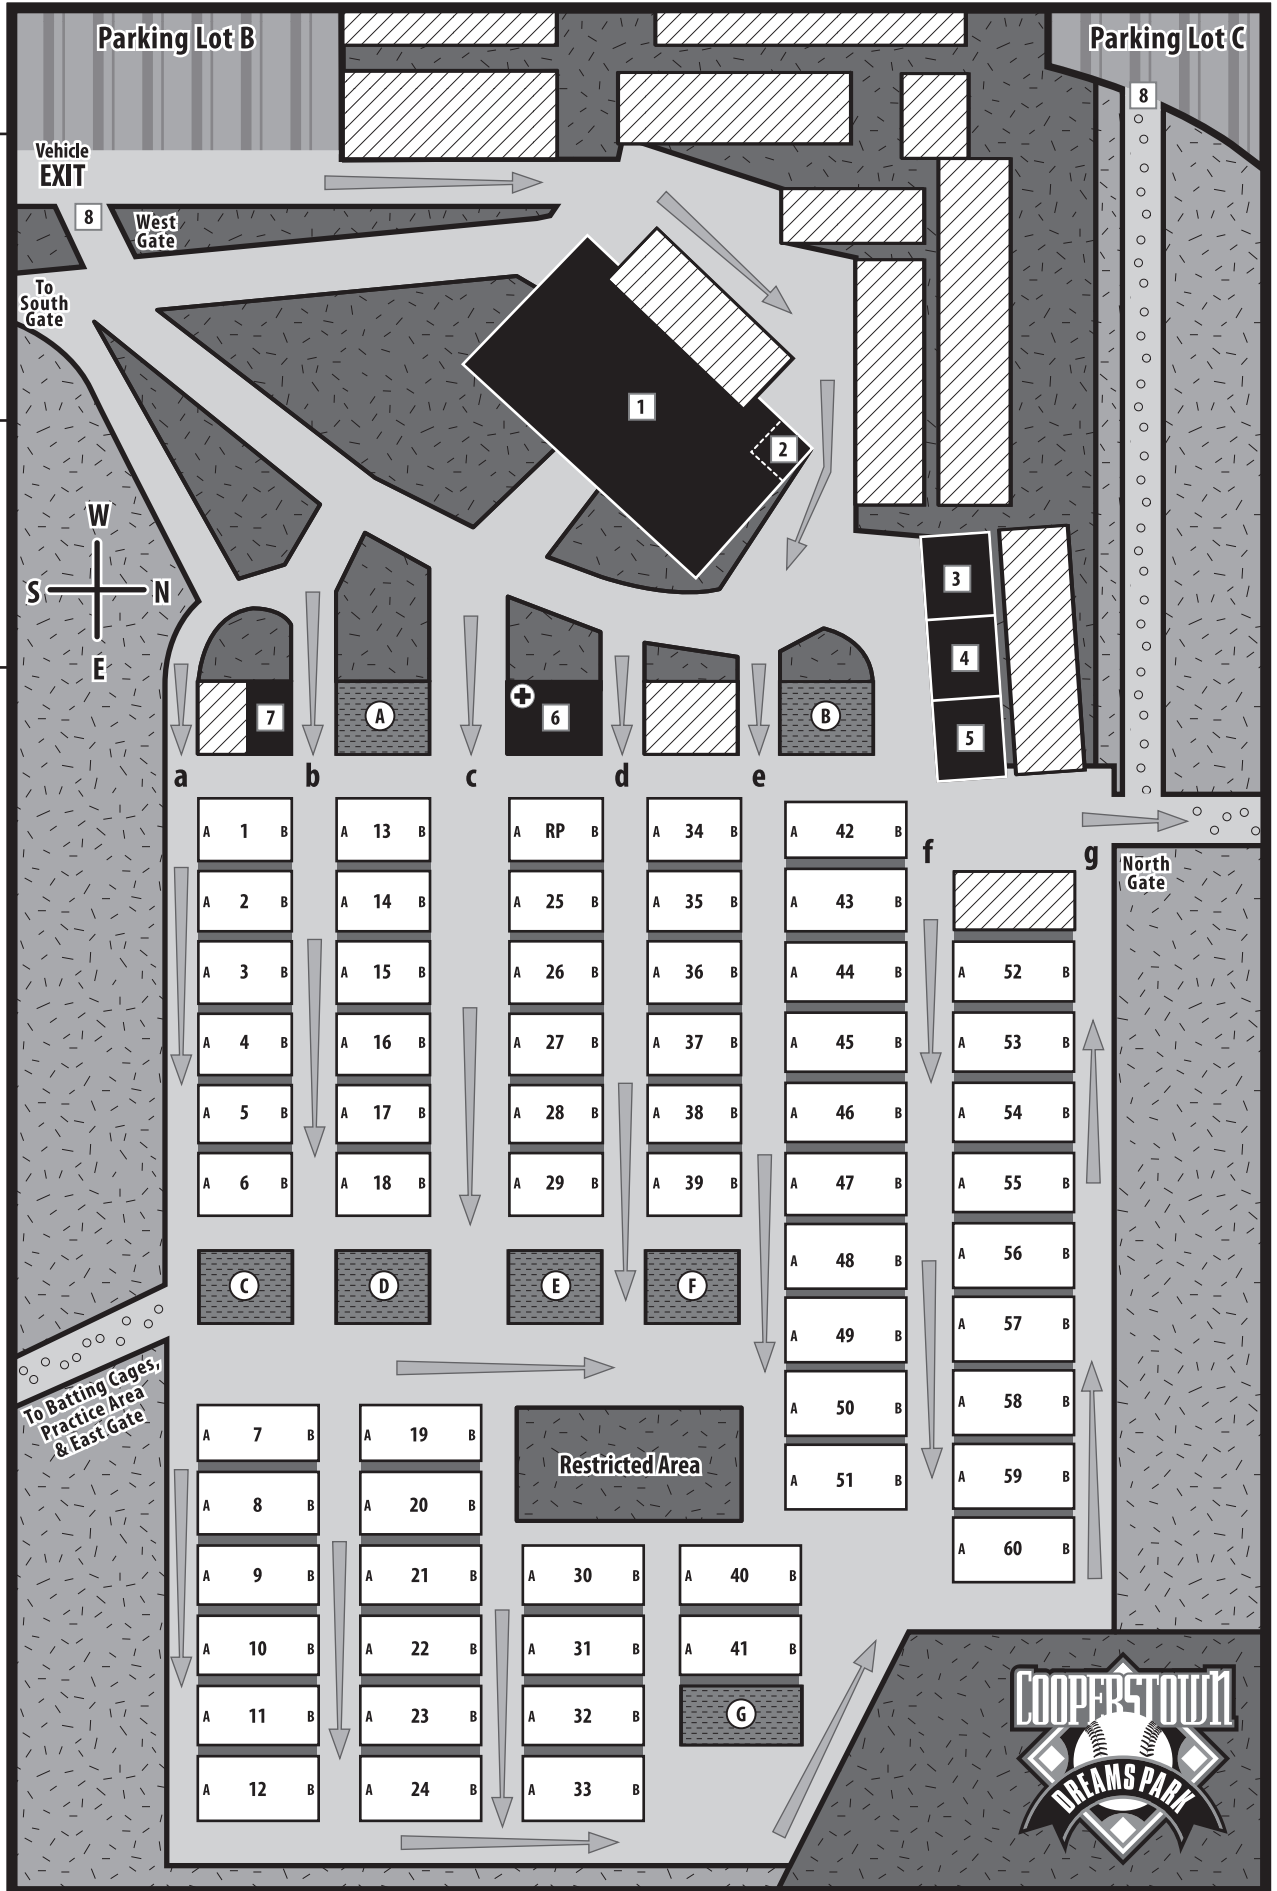 Parking Lot B
Parking Lot C
8
Vehicle
EXIT
8
West
Gate
To
South
Gate
1
2
W
S N
E
3
4
5
7
A
6
B
a b c d e
A 1 B
A 13 B
A RP B
A 34 B
A 42 B
f
g
North
Gate
A 2 B
A 14 B
A 25 B
A 35 B
A 43 B
A 3 B
A 15 B
A 26 B
A 36 B
A 44 B
A 52 B
A 4 B
A 16 B
A 27 B
A 37 B
A 45 B
A 53 B
A 5 B
A 17 B
A 28 B
A 38 B
A 46 B
A 54 B
A 6 B
A 18 B
A 29 B
A 39 B
A 47 B
A 55 B
A 48 B
A 56 B
C
D
E
F
A 49 B
A 57 B
To Batting Cages,
Practice Area
& East Gate
A 7 B
A 19 B
Restricted Area
A 50 B
A 58 B
A 51 B
A 59 B
A 8 B
A 20 B
A 60 B
A 9 B
A 21 B
A 30 B
A 40 B
A 10 B
A 22 B
A 31 B
A 41 B
A 11 B
A 23 B
A 32 B
G
A 12 B
A 24 B
A 33 B
COOPERSTOWN
DREAMS PARK